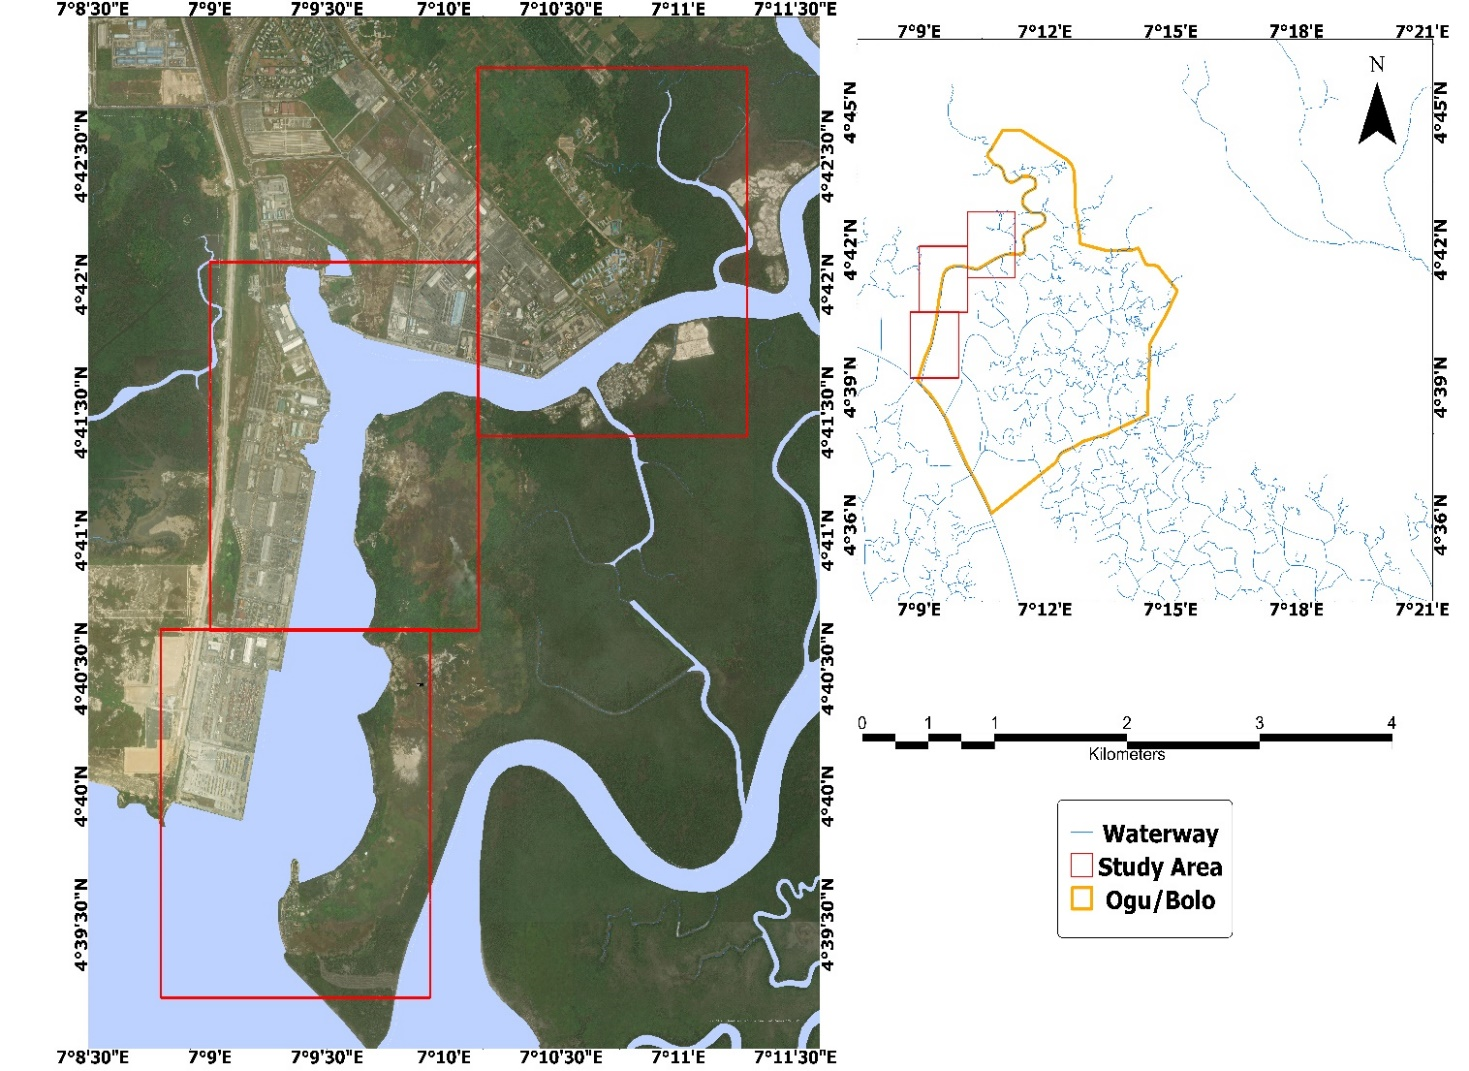 7°8'30"E 7°9'E 7°9'30"E 7°10'E 7°10'30"E 7°11'E 7°11'30"E
4°42'30"N 4°42'30"N
4°42'N 4°42'N
4°41'30"N 4°41'30"N
4°41'N 4°41'N
4°40'30"N 4°40'30"N
4°40'N 4°40'N
4°39'30"N 4°39'30"N
7°8'30"E 7°9'E 7°9'30"E 7°10'E 7°10'30"E 7°11'E 7°11'30"E
7°9'E 7°12'E 7°15'E 7°18'E 7°21'E
N
4°45'N 4°45'N
4°42'N 4°42'N
4°39'N 4°39'N
4°36'N 4°36'N
7°9'E 7°12'E 7°15'E 7°18'E 7°21'E
0 1 1 2 3 4
Kilometers
Waterway
Study Area
Ogu/Bolo